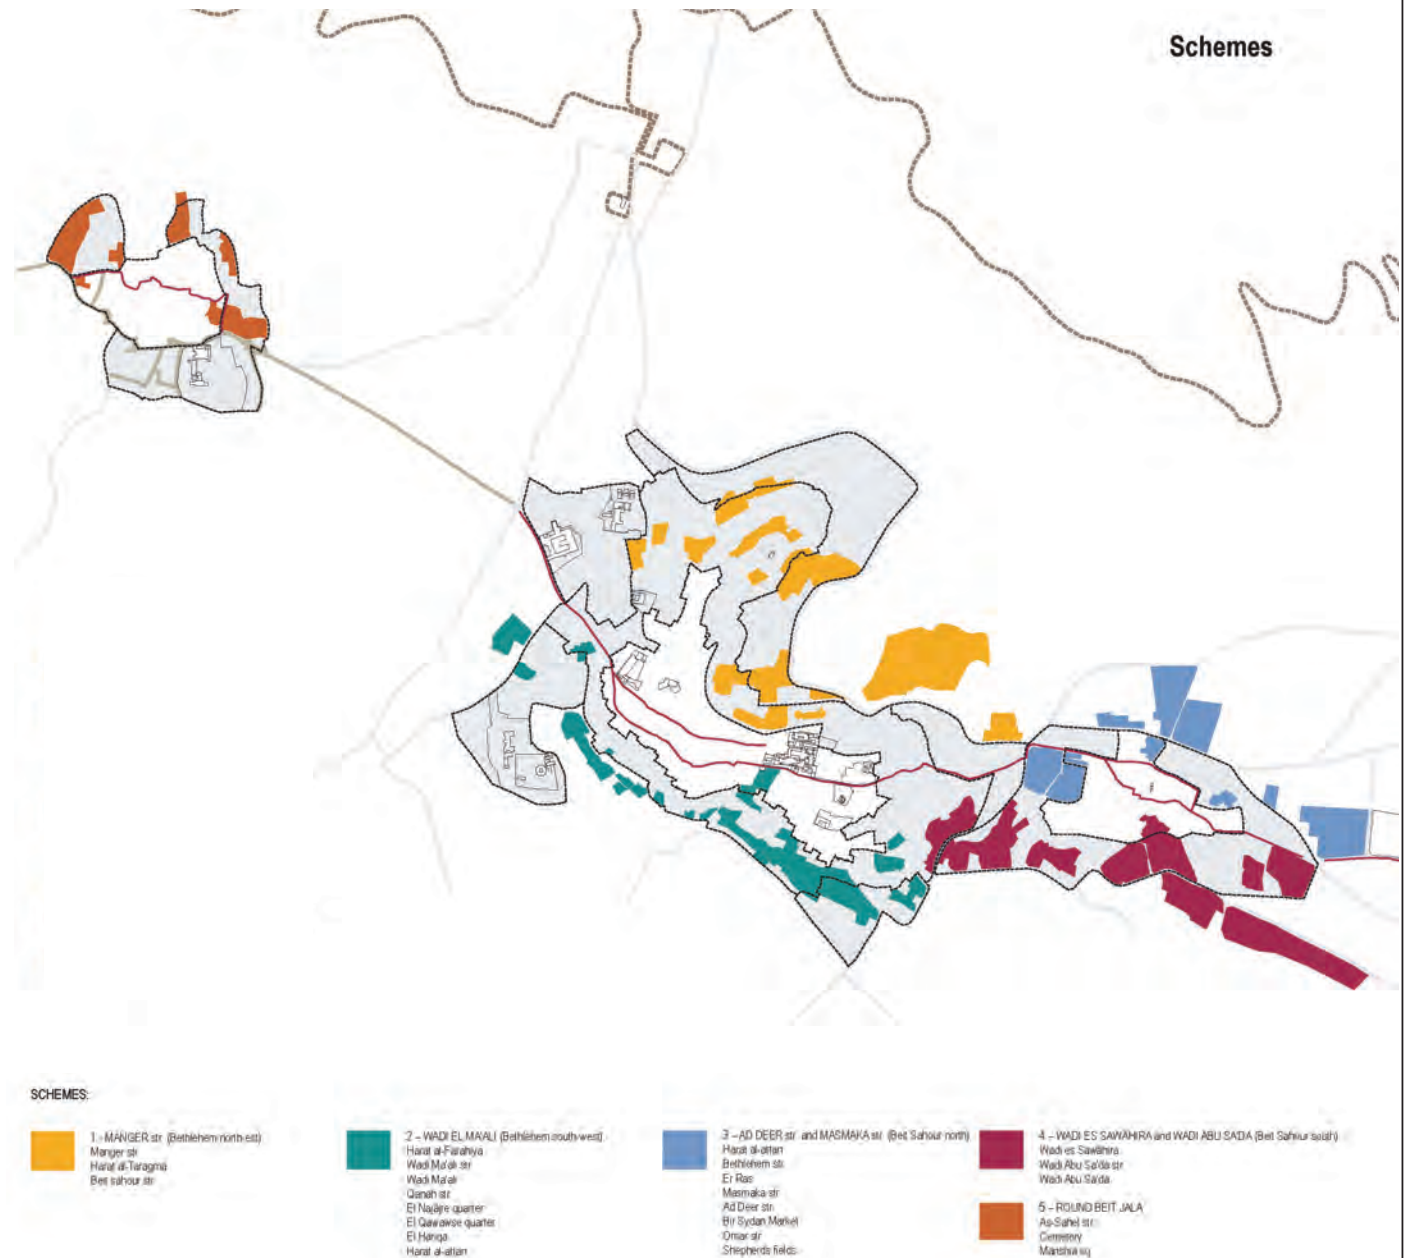 Schemes
SCHEMES:
1 - MANGER str (Bethlehem north-est)
Manger str
Harat al-Taragma
Beit sahour str
2 - WADI EL MA'ALI (Bethlehem south-west)
Harat al-Farahiya
Wadi Ma'ali str
Wadi Ma'ali
Qanah str
El Najajre quarter
El Qawawse quarter
El Hariqa
Harat al-attan
3 - AD DEER str and MASMAKA str (Beit Sahour north)
Harat al-attan
Bethlehem str
Er Ras
Masmaka str
Ad Deer str
Bir Sydan Market
Omar str
Shepherds fields
4 - WADI ES SAWAHIRA and WADI ABU SA'DA (Beit Sahour south)
Wadi es Sawahira
Wadi Abu Sa'da str
Wadi Abu Sa'da
5 - ROUND BEIT JALA
As-Sahel str
Cemetery
Manshia sq